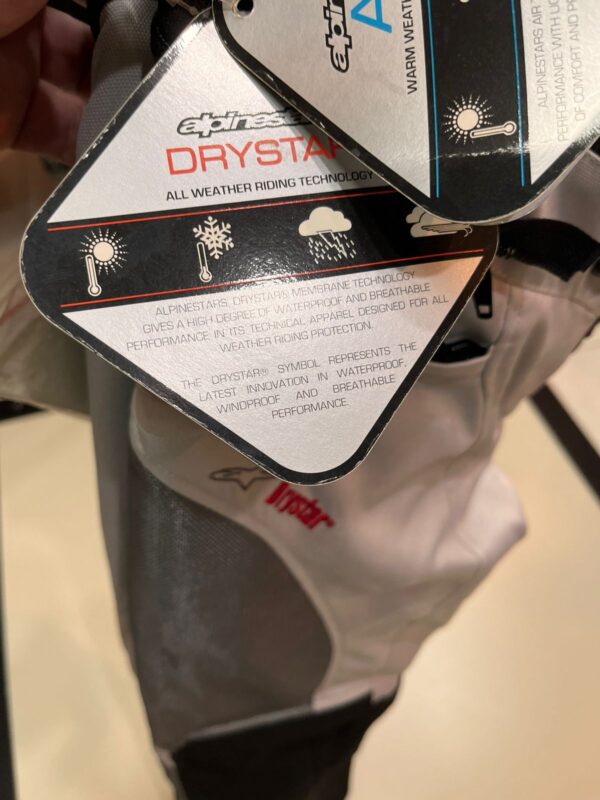 alpinestars
DRYSTAR
ALL WEATHER RIDING TECHNOLOGY
ALPINESTARS, DRYSTAR® MEMBRANE TECHNOLOGY
GIVES A HIGH DEGREE OF WATERPROOF AND BREATHABLE
PERFORMANCE IN ITS TECHNICAL APPAREL DESIGNED FOR ALL
WEATHER RIDING PROTECTION.
THE DRYSTAR® SYMBOL REPRESENTS THE
LATEST INNOVATION IN WATERPROOF,
WINDPROOF AND BREATHABLE
PERFORMANCE.
alpine
A
WARM WEAT
ALPINESTARS AIR
PERFORMANCE WITH
OF COMFORT AND
Drystar